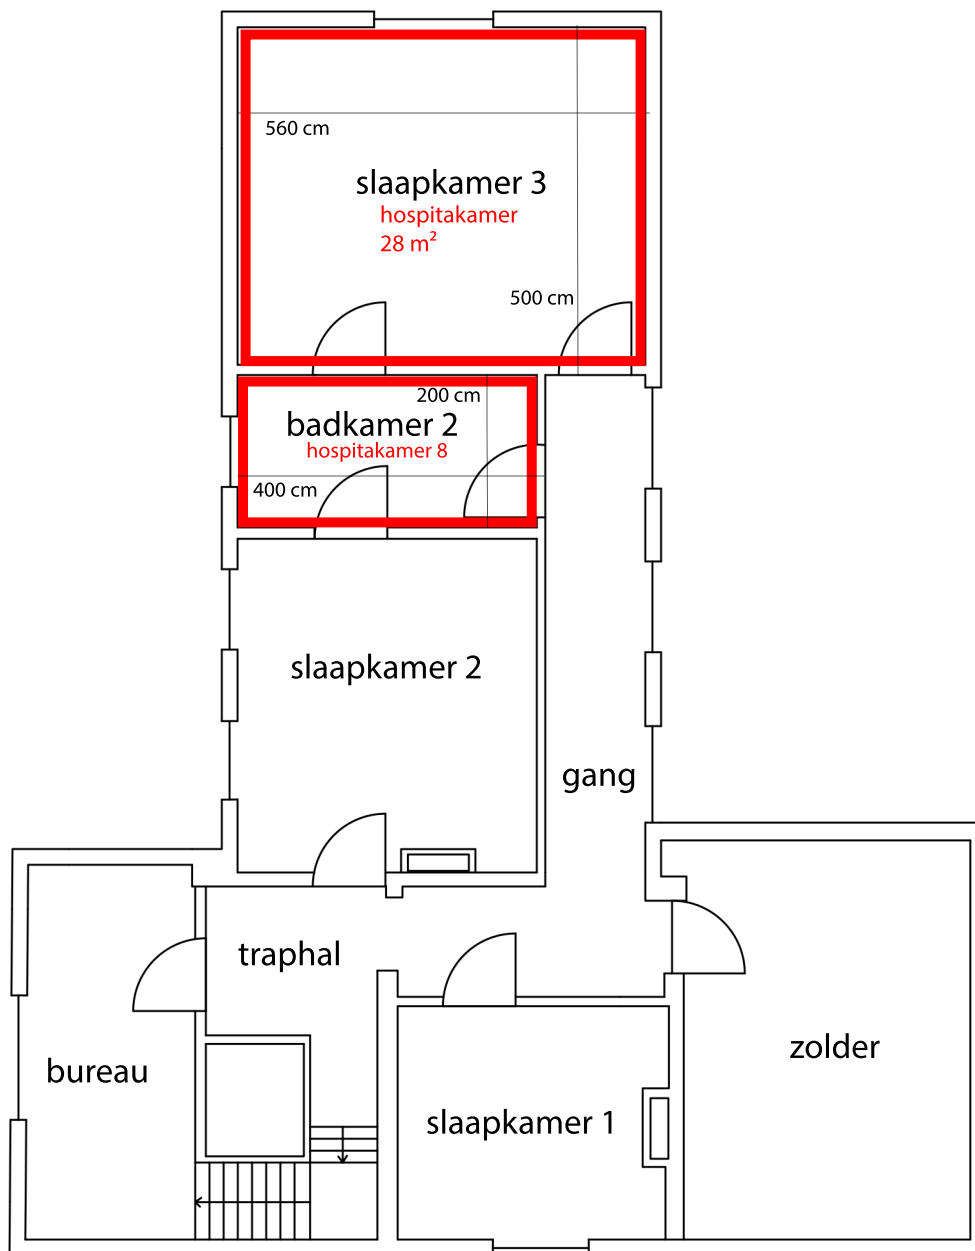 560 cm
slaapkamer 3
hospitakamer
28 m²
500 cm
200 cm
badkamer 2
hospitakamer 8
400 cm
slaapkamer 2
gang
traphal
zolder
bureau
slaapkamer 1